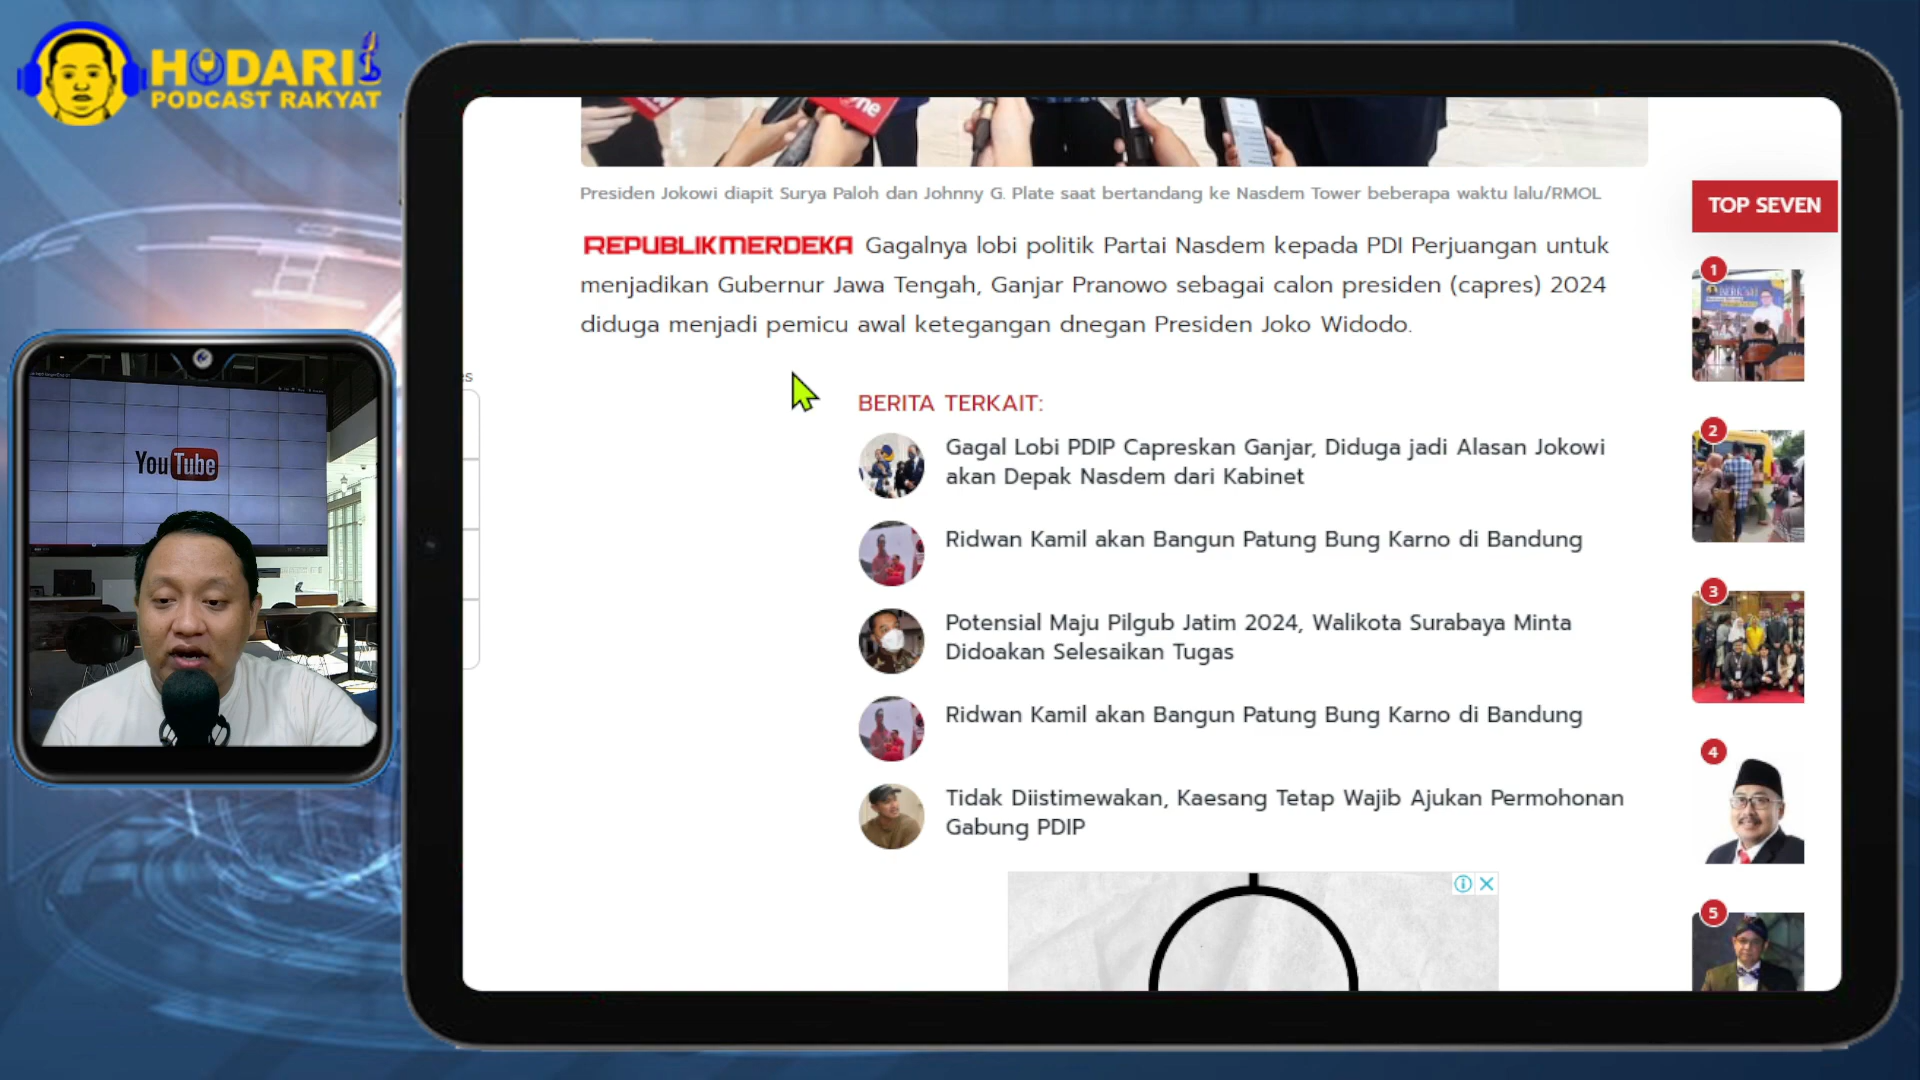 HODARI
PODCAST RAKYAT
YouTube
one
Presiden Jokowi diapit Surya Paloh dan Johnny G. Plate saat bertandang ke Nasdem Tower beberapa waktu lalu/RMOL
REPUBLIKMERDEKA Gagalnya lobi politik Partai Nasdem kepada PDI Perjuangan untuk
menjadikan Gubernur Jawa Tengah, Ganjar Pranowo sebagai calon presiden (capres) 2024
diduga menjadi pemicu awal ketegangan dnegan Presiden Joko Widodo.
es
BERITA TERKAIT:
Gagal Lobi PDIP Capreskan Ganjar, Diduga jadi Alasan Jokowi
akan Depak Nasdem dari Kabinet
Ridwan Kamil akan Bangun Patung Bung Karno di Bandung
Potensial Maju Pilgub Jatim 2024, Walikota Surabaya Minta
Didoakan Selesaikan Tugas
Ridwan Kamil akan Bangun Patung Bung Karno di Bandung
Tidak Diistimewakan, Kaesang Tetap Wajib Ajukan Permohonan
Gabung PDIP
TOP SEVEN
1
2
3
4
5